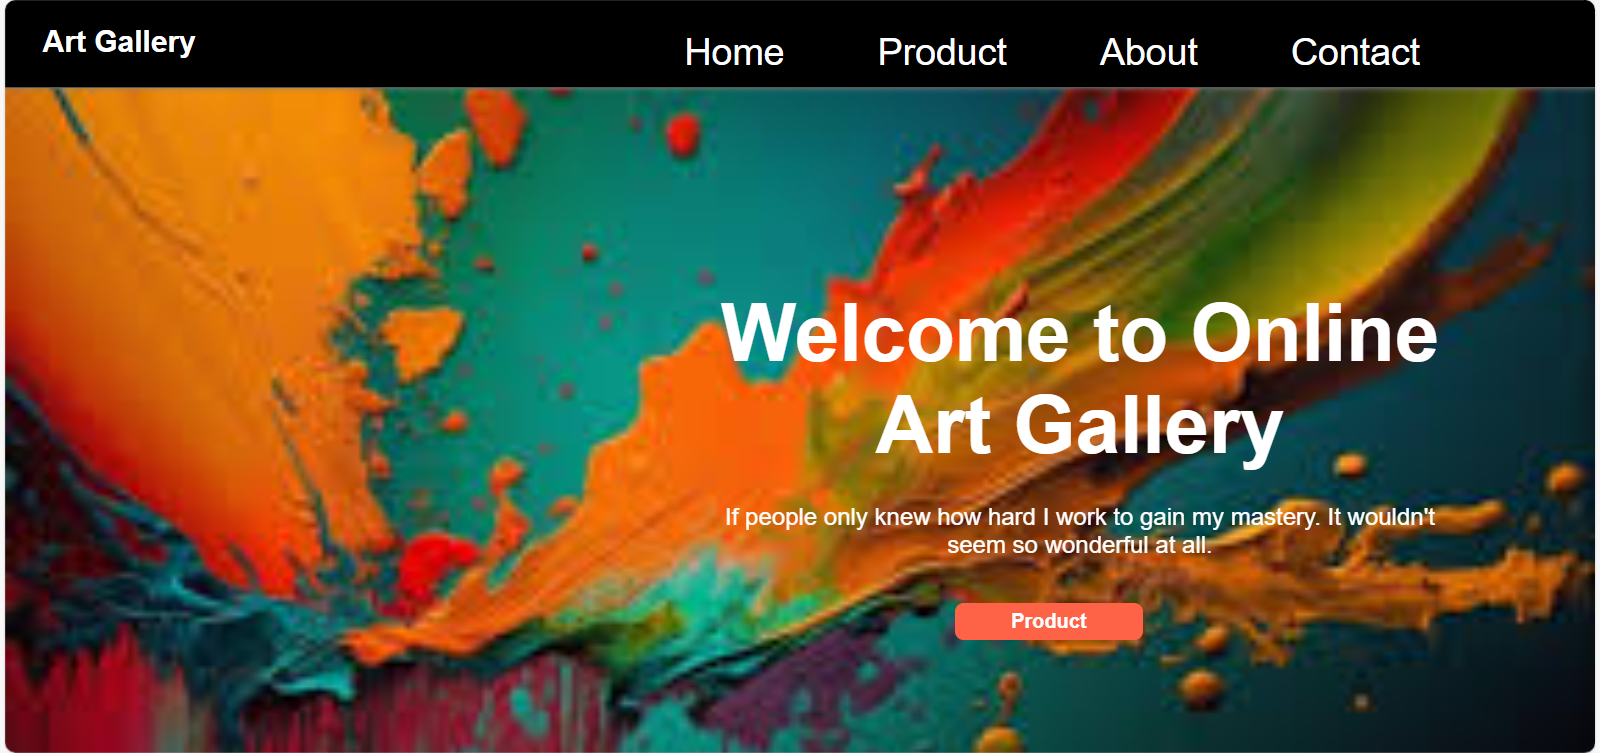 Art Gallery
Home Product About Contact
Welcome to Online
Art Gallery
If people only knew how hard I work to gain my mastery. It wouldn't
seem so wonderful at all.
Product